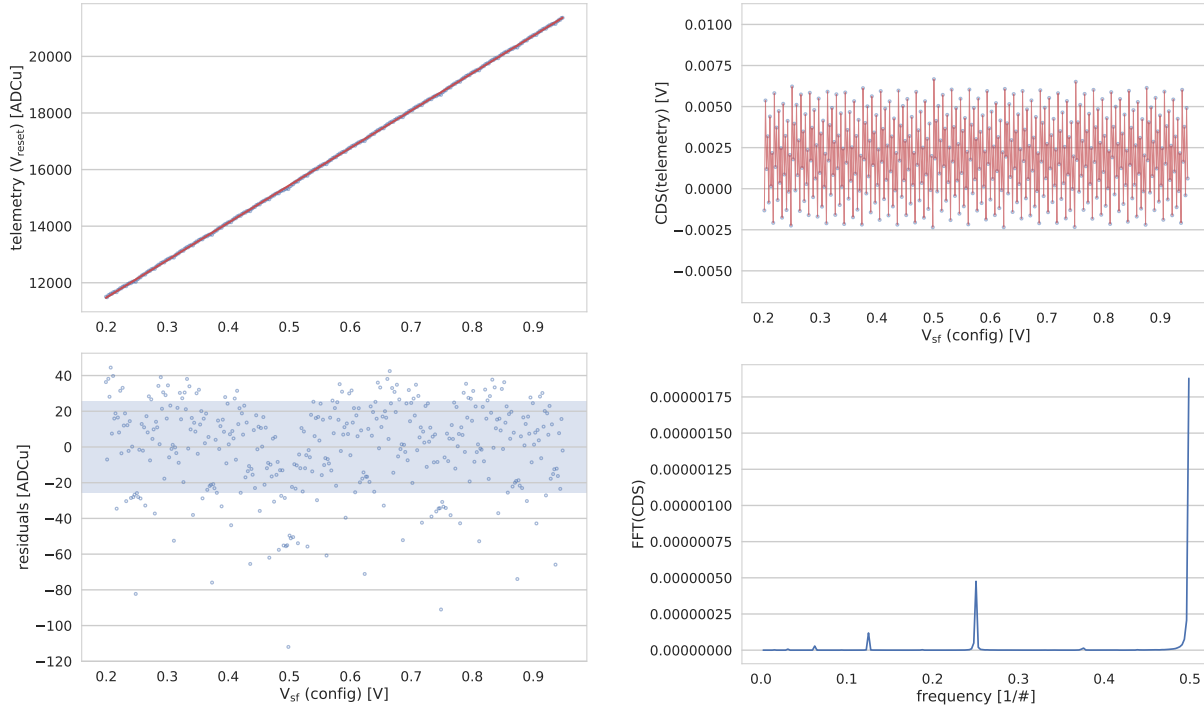 20000
18000
16000
14000
12000
telemetry (V_reset) [ADCu]
0.2 0.3 0.4 0.5 0.6 0.7 0.8 0.9
0.0100
0.0075
0.0050
0.0025
0.0000
−0.0025
−0.0050
CDS(telemetry) [V]
0.2 0.3 0.4 0.5 0.6 0.7 0.8 0.9
V_sf (config) [V]
40
20
0
−20
−40
−60
−80
−100
−120
residuals [ADCu]
0.2 0.3 0.4 0.5 0.6 0.7 0.8 0.9
V_sf (config) [V]
0.00000175
0.00000150
0.00000125
0.00000100
0.00000075
0.00000050
0.00000025
0.00000000
FFT(CDS)
0.0 0.1 0.2 0.3 0.4 0.5
frequency [1/#]